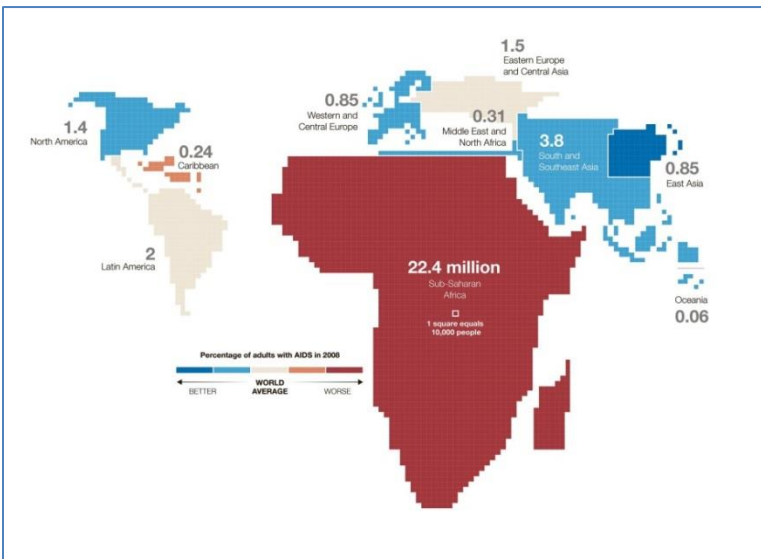 1.5
Eastern Europe
and Central Asia
0.85
Western and
Central Europe
0.31
Middle East and
North Africa
3.8
South and
Southeast Asia
1.4
North America
0.24
Caribbean
0.85
East Asia
2
Latin America
22.4 million
Sub-Saharan
Africa
1 square equals
10,000 people
Oceania
0.06
Percentage of adults with AIDS in 2008
BETTER
WORLD
AVERAGE
WORSE